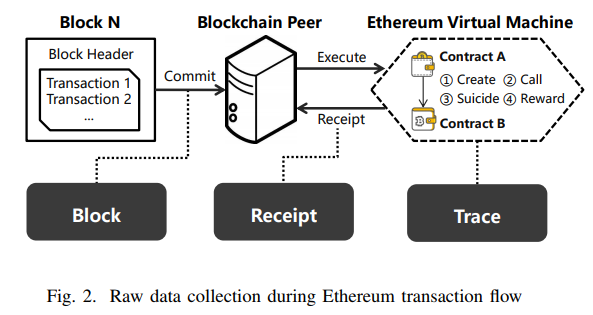 Block N
Blockchain Peer
Ethereum Virtual Machine
Block Header
Transaction 1
Transaction 2
...
Commit
Execute
Receipt
Contract A
① Create ② Call
③ Suicide ④ Reward
Contract B
Block
Receipt
Trace
Fig. 2. Raw data collection during Ethereum transaction flow